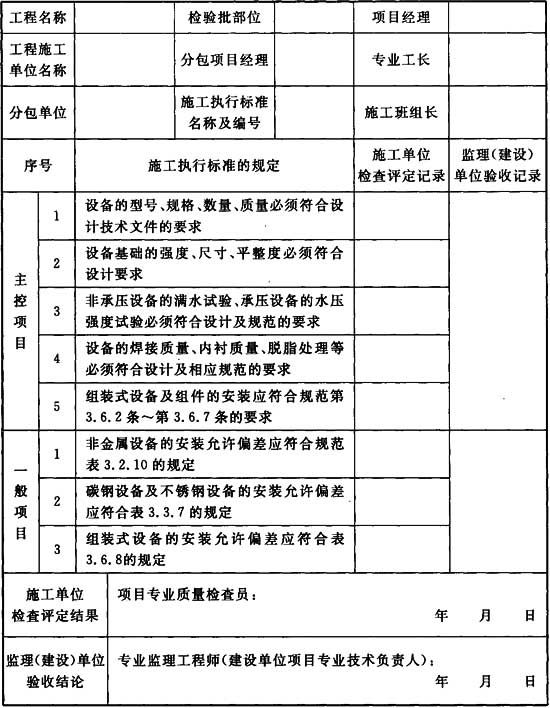 工程名称 检验批部位 项目经理
工程施工
单位名称 分包项目经理 专业工长
分包单位 施工执行标准
名称及编号 施工班组长
序号 施工执行标准的规定 施工单位
检查评定记录 监理(建设)
单位验收记录
主控项目
1 设备的型号、规格、数量、质量必须符合设
计技术文件的要求
2 设备基础的强度、尺寸、平整度必须符合
设计要求
3 非承压设备的满水试验、承压设备的水压
强度试验必须符合设计及规范的要求
4 设备的焊接质量、内衬质量、脱脂处理等
必须符合设计及相应规范的要求
5 组装式设备及组件的安装应符合规范第
3.6.2条～第3.6.7条的要求
一般项目
1 非金属设备的安装允许偏差应符合规范
表3.2.10的规定
2 碳钢设备及不锈钢设备的安装允许偏差
应符合表3.3.7的规定
3 组装式设备的安装允许偏差应符合表
3.6.8的规定
施工单位
检查评定结果 项目专业质量检查员:
年 月 日
监理(建设)单位
验收结论 专业监理工程师(建设单位项目专业技术负责人):
年 月 日